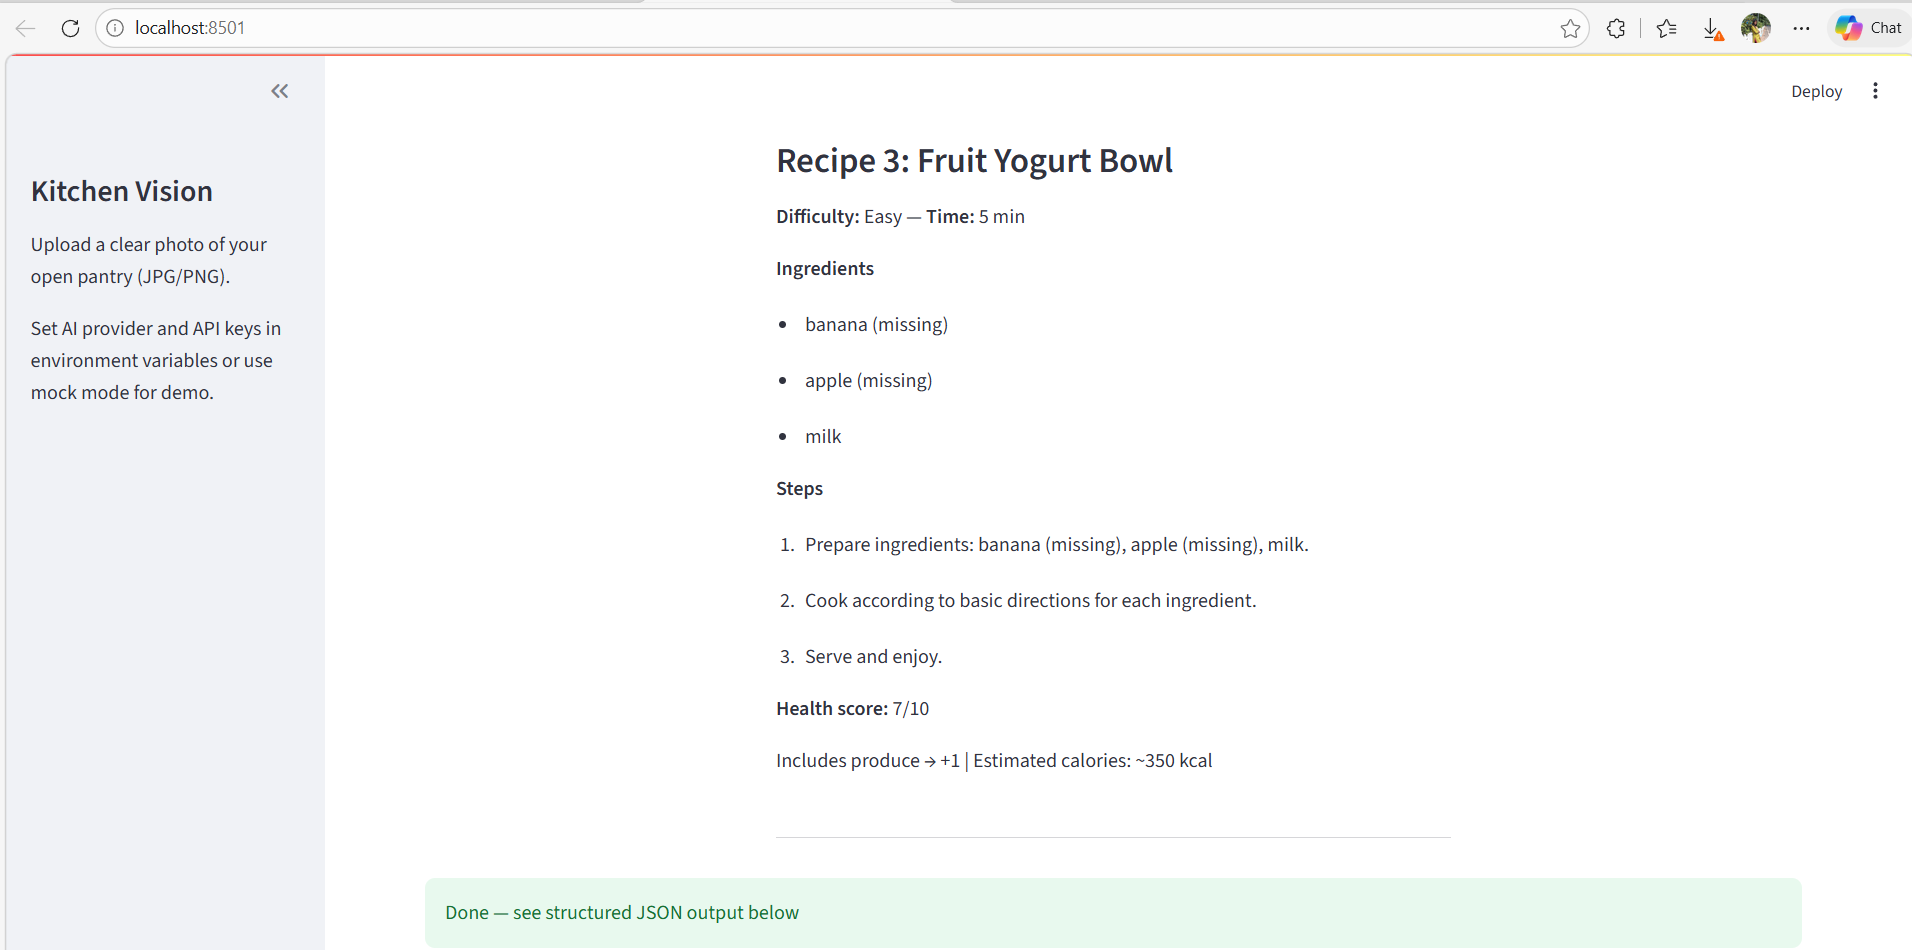 localhost:8501
Chat
Deploy
Kitchen Vision
Upload a clear photo of your
open pantry (JPG/PNG).
Set AI provider and API keys in
environment variables or use
mock mode for demo.
Recipe 3: Fruit Yogurt Bowl
Difficulty: Easy — Time: 5 min
Ingredients
• banana (missing)
• apple (missing)
• milk
Steps
1. Prepare ingredients: banana (missing), apple (missing), milk.
2. Cook according to basic directions for each ingredient.
3. Serve and enjoy.
Health score: 7/10
Includes produce → +1 | Estimated calories: ~350 kcal
Done — see structured JSON output below